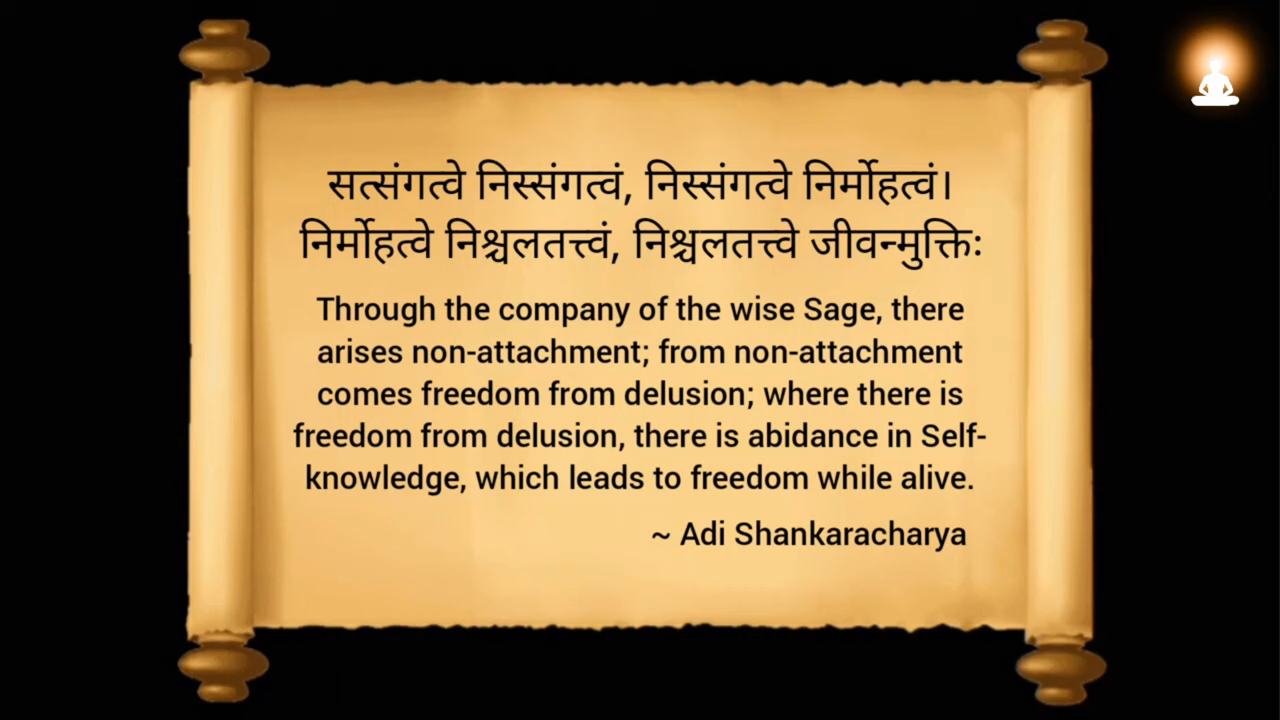 सत्संगत्वे निस्संगत्वं, निस्संगत्वे निर्मोहत्वं।
निर्मोहत्वे निश्चलतत्त्वं, निश्चलतत्त्वे जीवन्मुक्तिः
Through the company of the wise Sage, there
arises non-attachment; from non-attachment
comes freedom from delusion; where there is
freedom from delusion, there is abidance in Self-
knowledge, which leads to freedom while alive.
~ Adi Shankaracharya